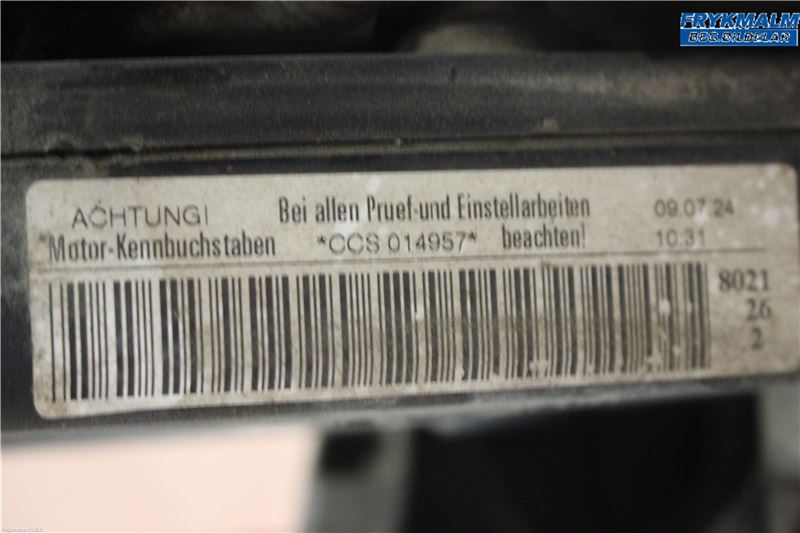 FRYKMALM
BEG BILDELAR
ACHTUNG! Bei allen Pruef-und Einstellarbeiten 09.07.24
Motor-Kennbuchstaben *CCS 014957* beachten! 10:31
8021
26
2